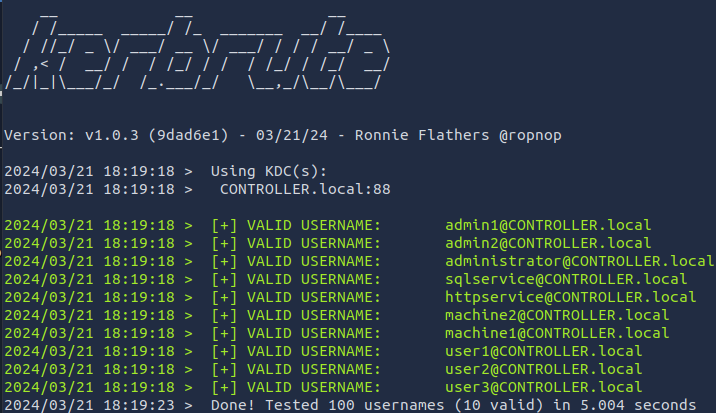 kerbrute
Version: v1.0.3 (9dad6e1) - 03/21/24 - Ronnie Flathers @ropnop
2024/03/21 18:19:18 >  Using KDC(s):
2024/03/21 18:19:18 >   CONTROLLER.local:88
2024/03/21 18:19:18 >  [+] VALID USERNAME:       admin1@CONTROLLER.local
2024/03/21 18:19:18 >  [+] VALID USERNAME:       admin2@CONTROLLER.local
2024/03/21 18:19:18 >  [+] VALID USERNAME:       administrator@CONTROLLER.local
2024/03/21 18:19:18 >  [+] VALID USERNAME:       sqlservice@CONTROLLER.local
2024/03/21 18:19:18 >  [+] VALID USERNAME:       httpservice@CONTROLLER.local
2024/03/21 18:19:18 >  [+] VALID USERNAME:       machine2@CONTROLLER.local
2024/03/21 18:19:18 >  [+] VALID USERNAME:       machine1@CONTROLLER.local
2024/03/21 18:19:18 >  [+] VALID USERNAME:       user1@CONTROLLER.local
2024/03/21 18:19:18 >  [+] VALID USERNAME:       user2@CONTROLLER.local
2024/03/21 18:19:18 >  [+] VALID USERNAME:       user3@CONTROLLER.local
2024/03/21 18:19:23 >  Done! Tested 100 usernames (10 valid) in 5.004 seconds